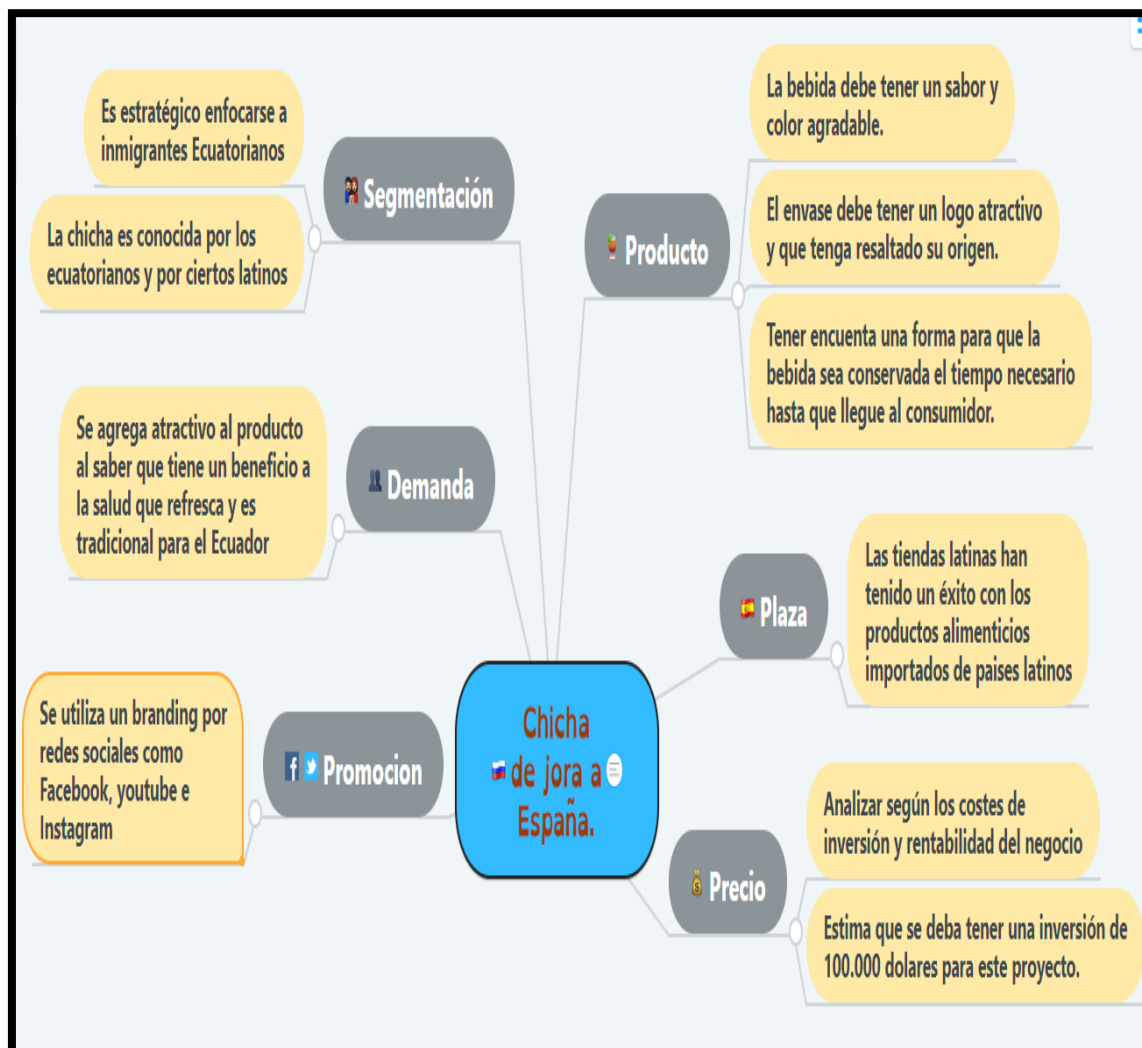 Chicha
de jora a
España.
Segmentación
Es estratégico enfocarse a
inmigrantes Ecuatorianos
La chicha es conocida por los
ecuatorianos y por ciertos latinos
Demanda
Se agrega atractivo al producto
al saber que tiene un beneficio a
la salud que refresca y es
tradicional para el Ecuador
Promocion
Se utiliza un branding por
redes sociales como
Facebook, youtube e
Instagram
Producto
La bebida debe tener un sabor y
color agradable.
El envase debe tener un logo atractivo
y que tenga resaltado su origen.
Tener encuenta una forma para que la
bebida sea conservada el tiempo necesario
hasta que llegue al consumidor.
Plaza
Las tiendas latinas han
tenido un éxito con los
productos alimenticios
importados de paises latinos
Precio
Analizar según los costes de
inversión y rentabilidad del negocio
Estima que se deba tener una inversión de
100.000 dolares para este proyecto.